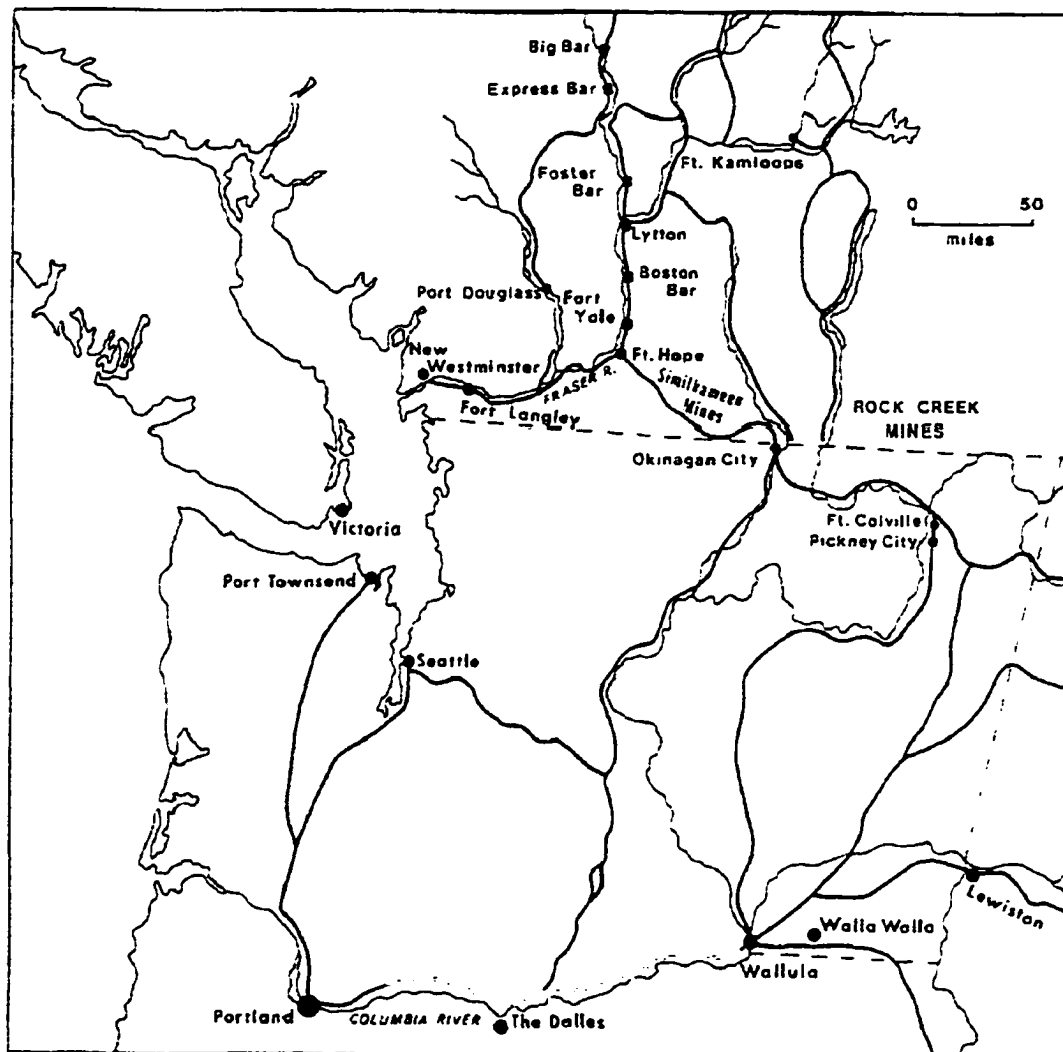 Big Bar
Express Bar
Ft. Kamloops
Foster
Bar
0 50
miles
Lytton
Boston
Bar
Port Douglass
Fort
Yale
New
Westminster
Ft. Hope
FRASER R.
Similkameen
Mines
Fort Langley
ROCK CREEK
MINES
Okinagan City
Victoria
Ft. Colville
Pickney City
Port Townsend
Seattle
Lewiston
Walla Walla
Wallula
Portland
COLUMBIA RIVER
The Dalles